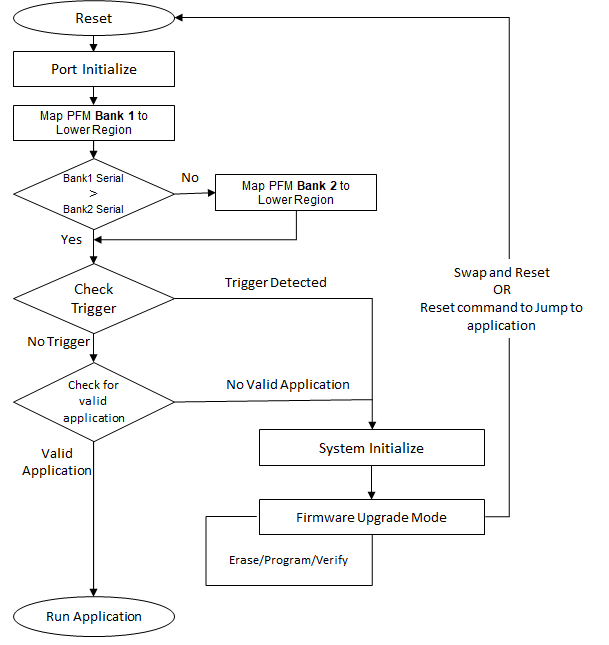 Reset
Port Initialize
Map PFM Bank 1 to
Lower Region
Bank1 Serial
>
Bank2 Serial
No
Map PFM Bank 2 to
Lower Region
Yes
Check
Trigger
Trigger Detected
Swap and Reset
OR
Reset command to Jump to
application
No Trigger
Check for
valid
application
No Valid Application
Valid
Application
System Initialize
Firmware Upgrade Mode
Erase/Program/Verify
Run Application